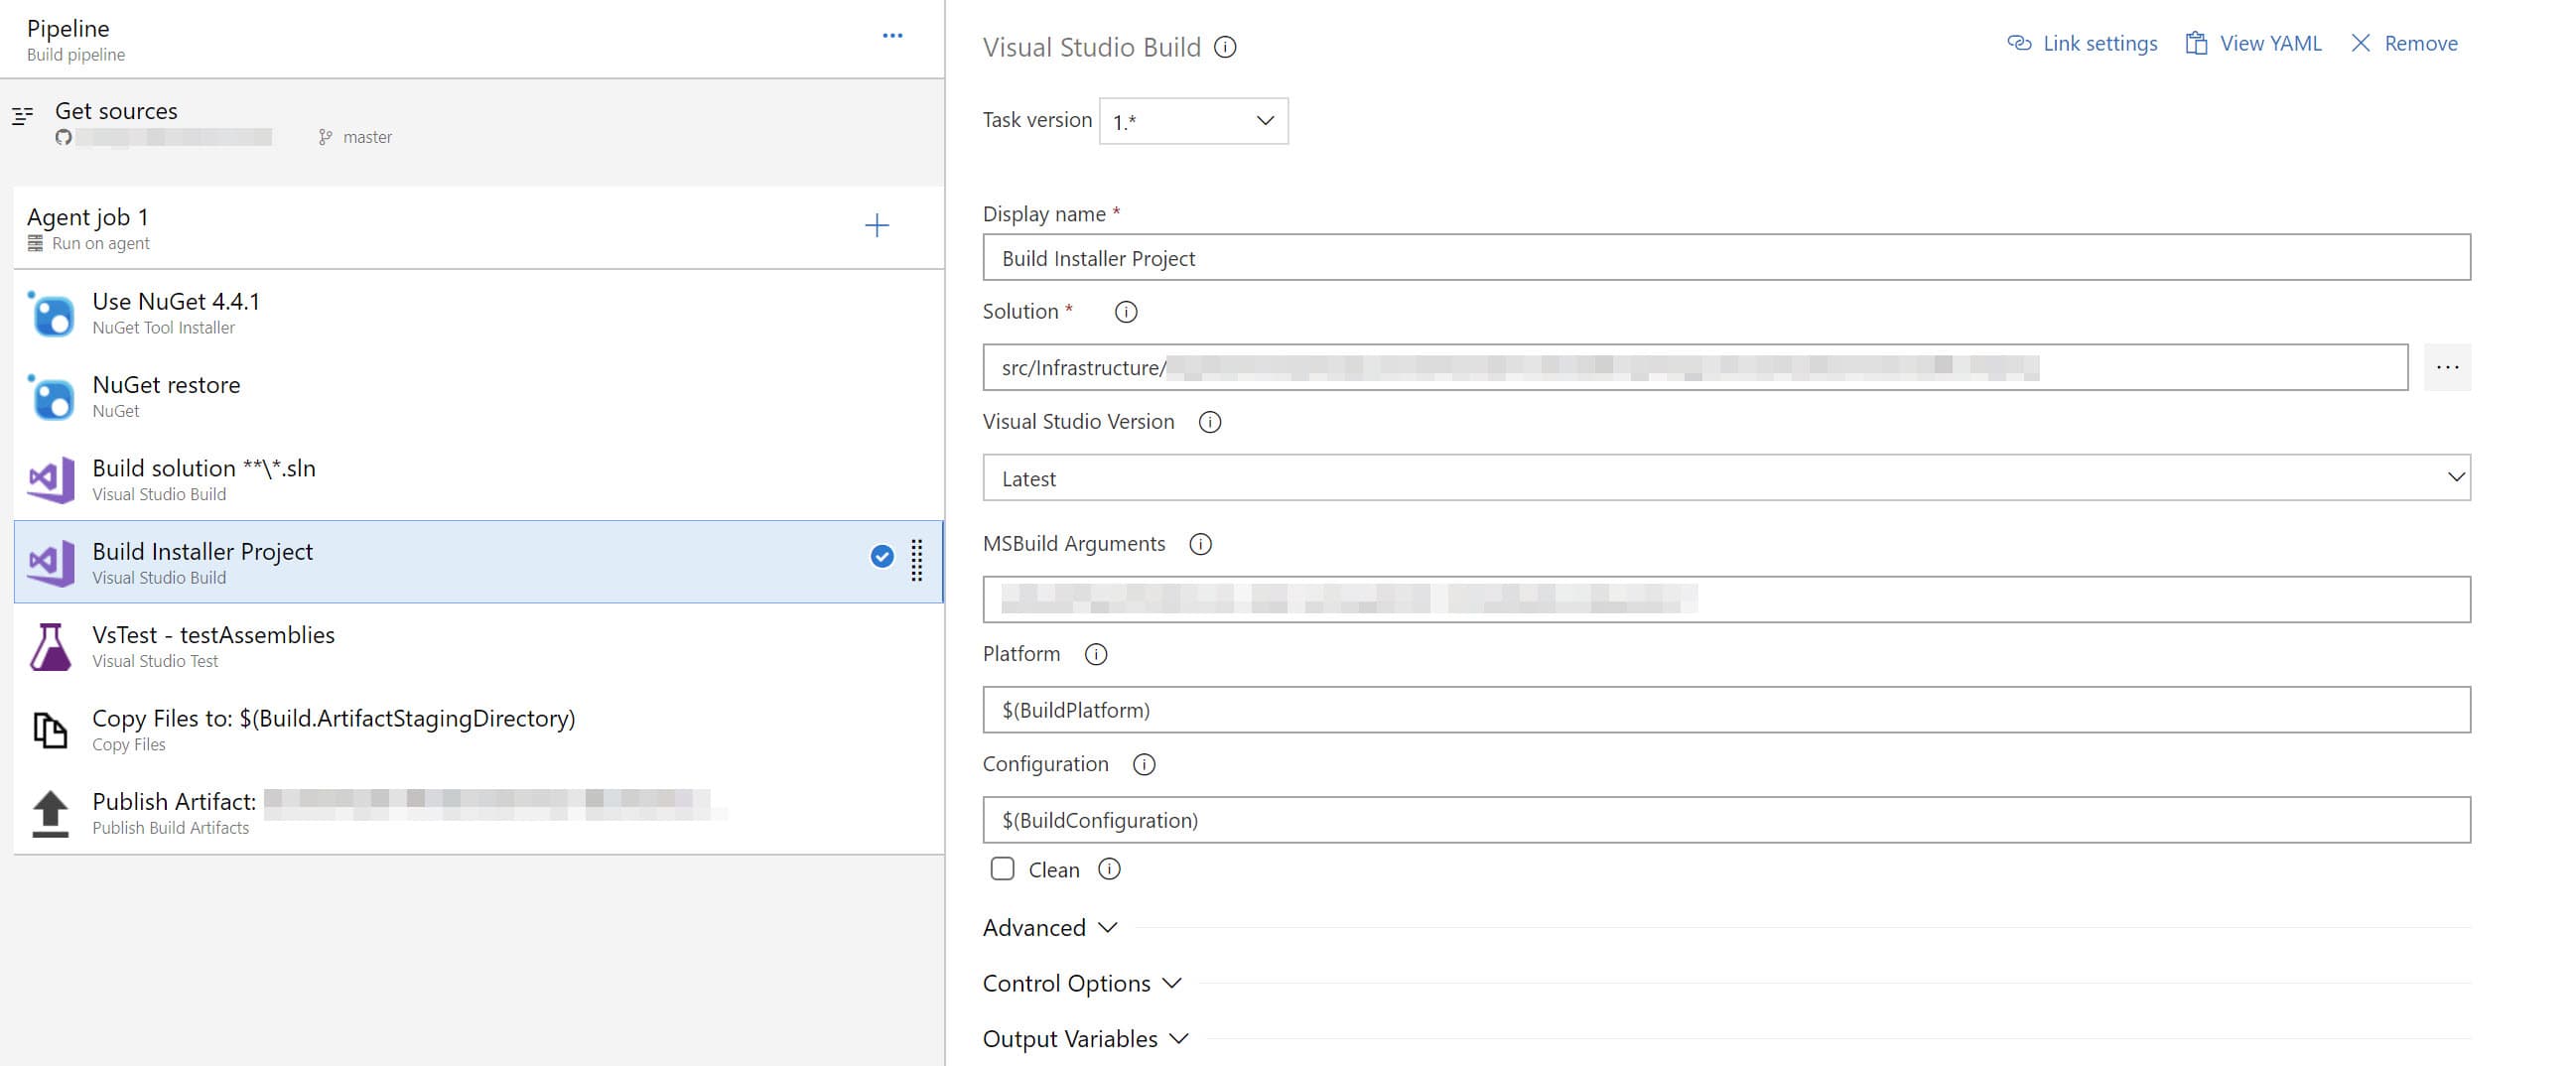 Pipeline
Build pipeline
Get sources
master
Agent job 1
Run on agent
Use NuGet 4.4.1
NuGet Tool Installer
NuGet restore
NuGet
Build solution **\*.sln
Visual Studio Build
Build Installer Project
Visual Studio Build
VsTest - testAssemblies
Visual Studio Test
Copy Files to: $(Build.ArtifactStagingDirectory)
Copy Files
Publish Artifact:
Publish Build Artifacts
Visual Studio Build
Link settings
View YAML
Remove
Task version 1.*
Display name *
Build Installer Project
Solution *
src/Infrastructure/
Visual Studio Version
Latest
MSBuild Arguments
Platform
$(BuildPlatform)
Configuration
$(BuildConfiguration)
Clean
Advanced
Control Options
Output Variables